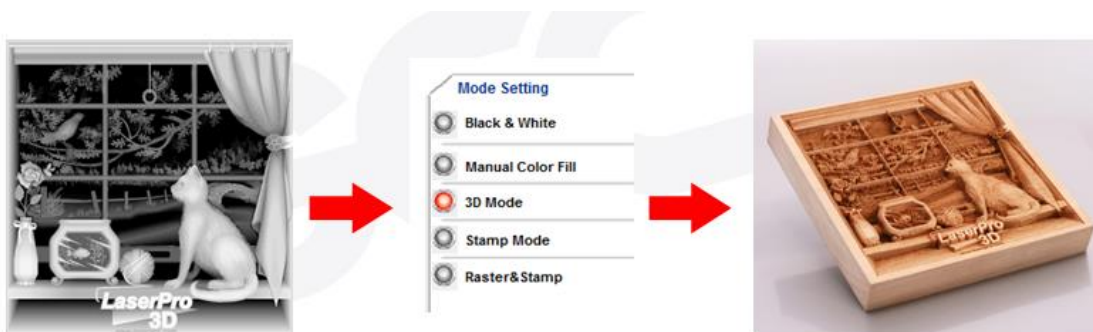 LaserPro
3D
Mode Setting
Black & White
Manual Color Fill
3D Mode
Stamp Mode
Raster&Stamp
LaserPro
3D